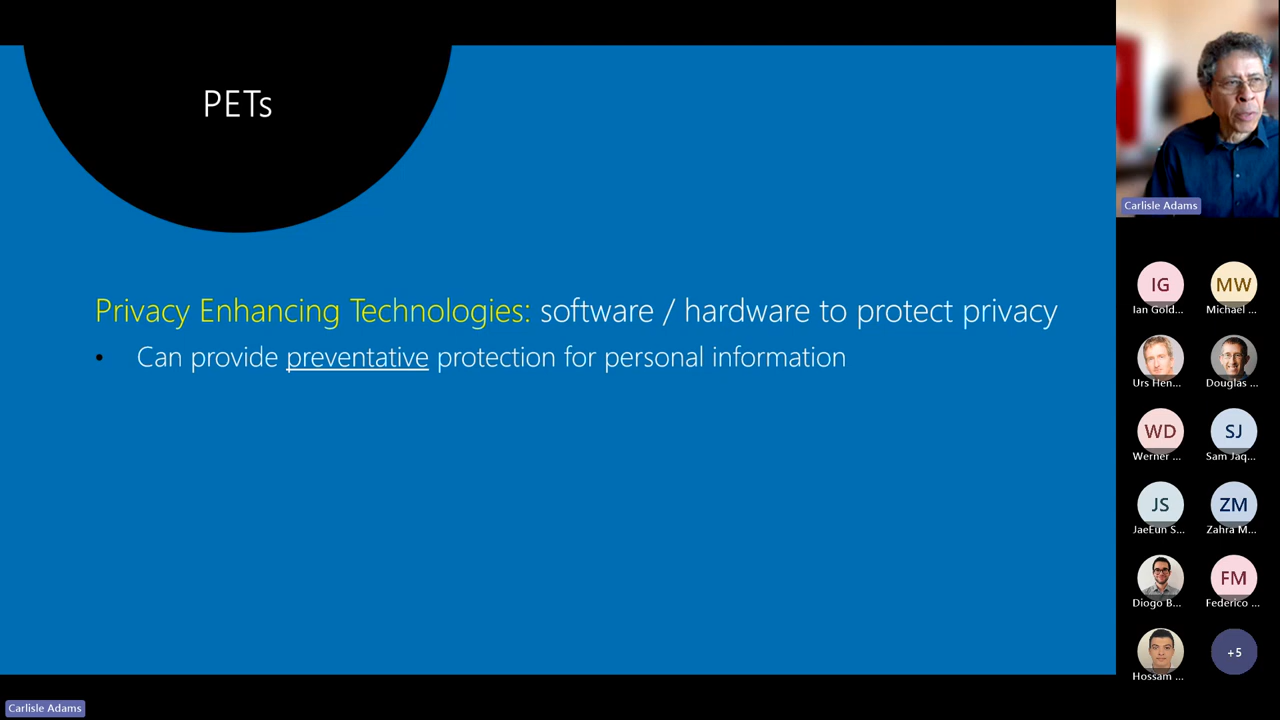 PETs
Privacy Enhancing Technologies: software / hardware to protect privacy
• Can provide preventative protection for personal information
Carlisle Adams
IG
MW
Ian Gold...
Michael ...
Urs Hen...
Douglas ...
WD
SJ
Werner ...
Sam Jaq...
JS
ZM
JaeEun S...
Zahra M...
FM
Diogo B...
Federico ...
Hossam ...
+5
Carlisle Adams